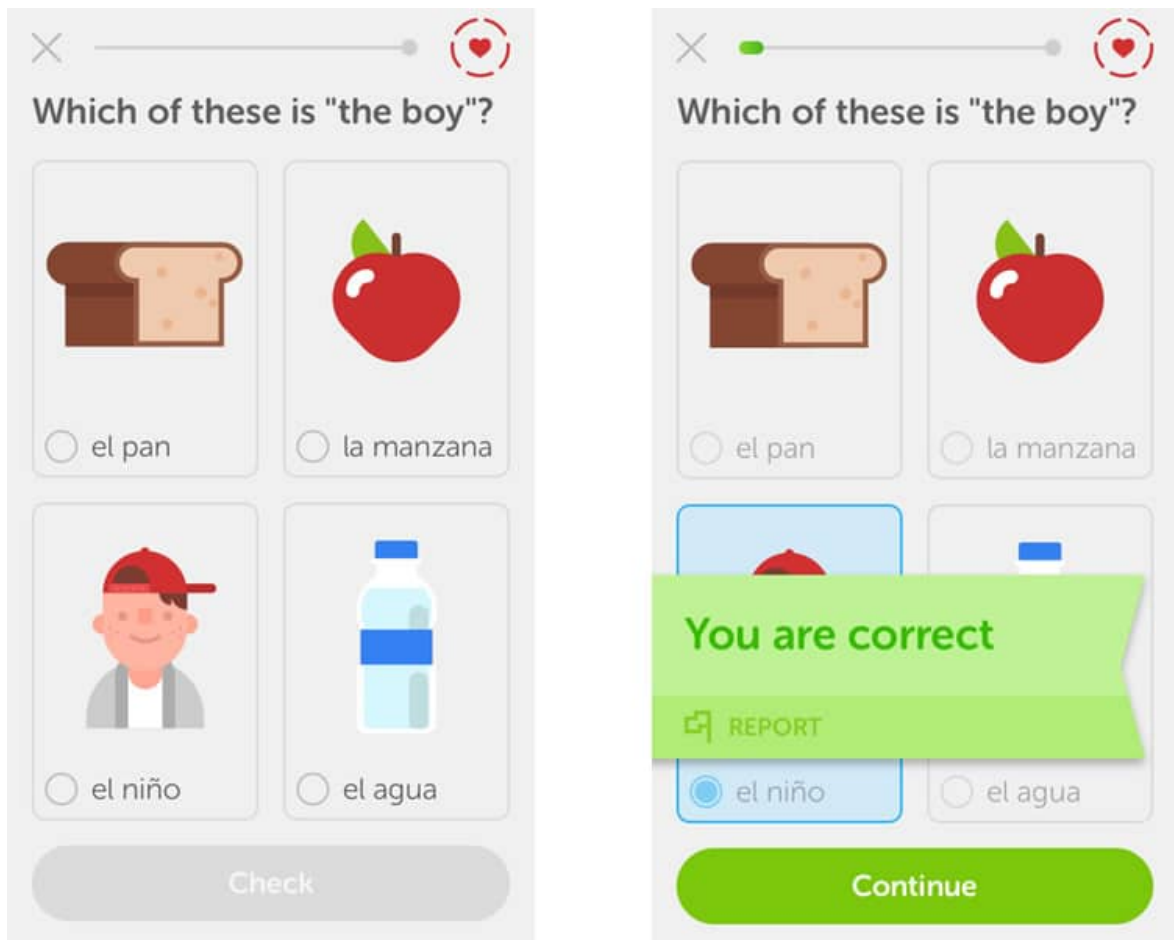 Which of these is "the boy"?
el pan
la manzana
el niño
el agua
Check
Which of these is "the boy"?
el pan
la manzana
You are correct
REPORT
el niño
el agua
Continue